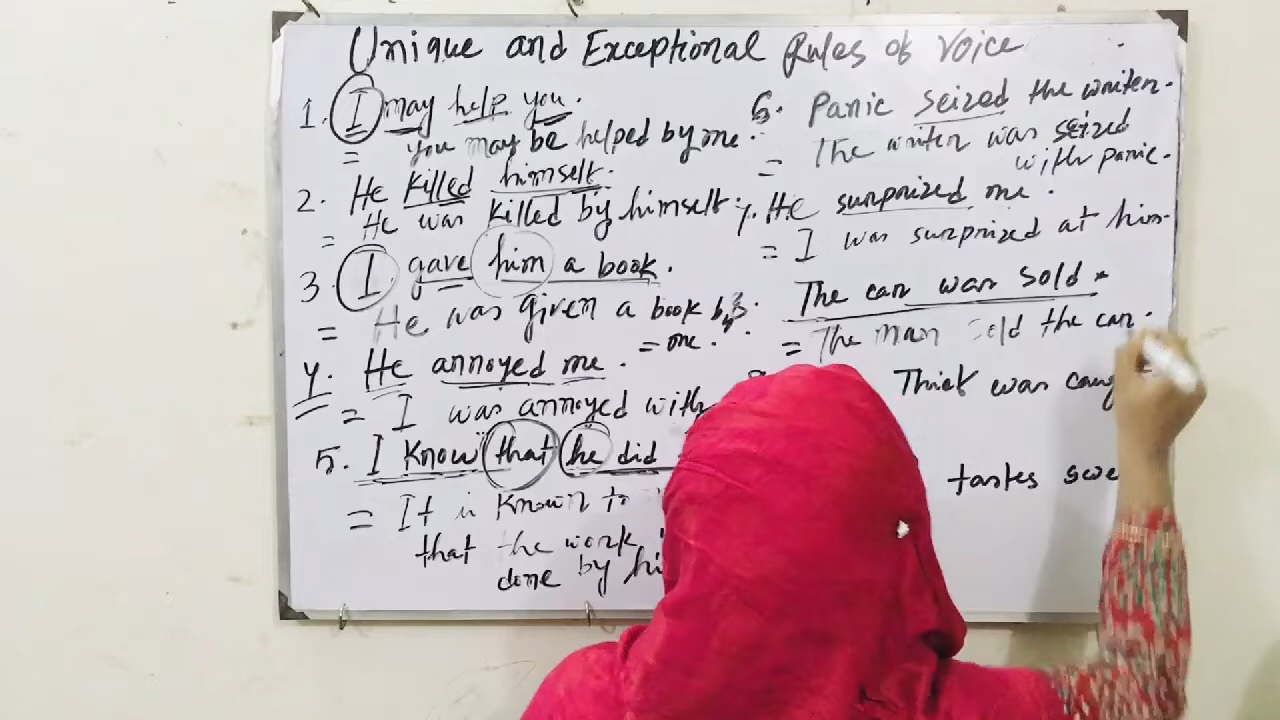 Unique and Exceptional Rules of Voice
1. I may help you.
= you may be helped by me.
2. He killed himself.
= He was killed by himself.
3. I gave him a book.
= He was given a book by
= me.
4. He annoyed me.
= I was annoyed with
5. I know that he did
= It is known to
that the work
done by
6. Panic seized the writer.
= The writer was seized
with panic.
7. He surprized me.
= I was surprized at him.
The car was sold
= The man sold the car.
Thief was
tastes